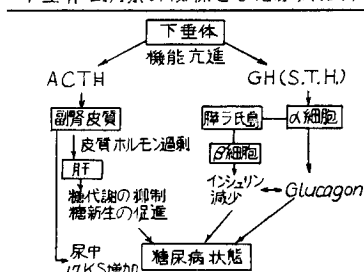 下垂体
機能亢進
ACTH
GH(S.T.H.)
副腎皮質
膵ラ氏島
α細胞
皮質ホルモン過剰
β細胞
肝
インシュリン
減少
Glucagon
糖代謝の抑制
糖新生の促進
尿中
17KS増加
糖尿病状態